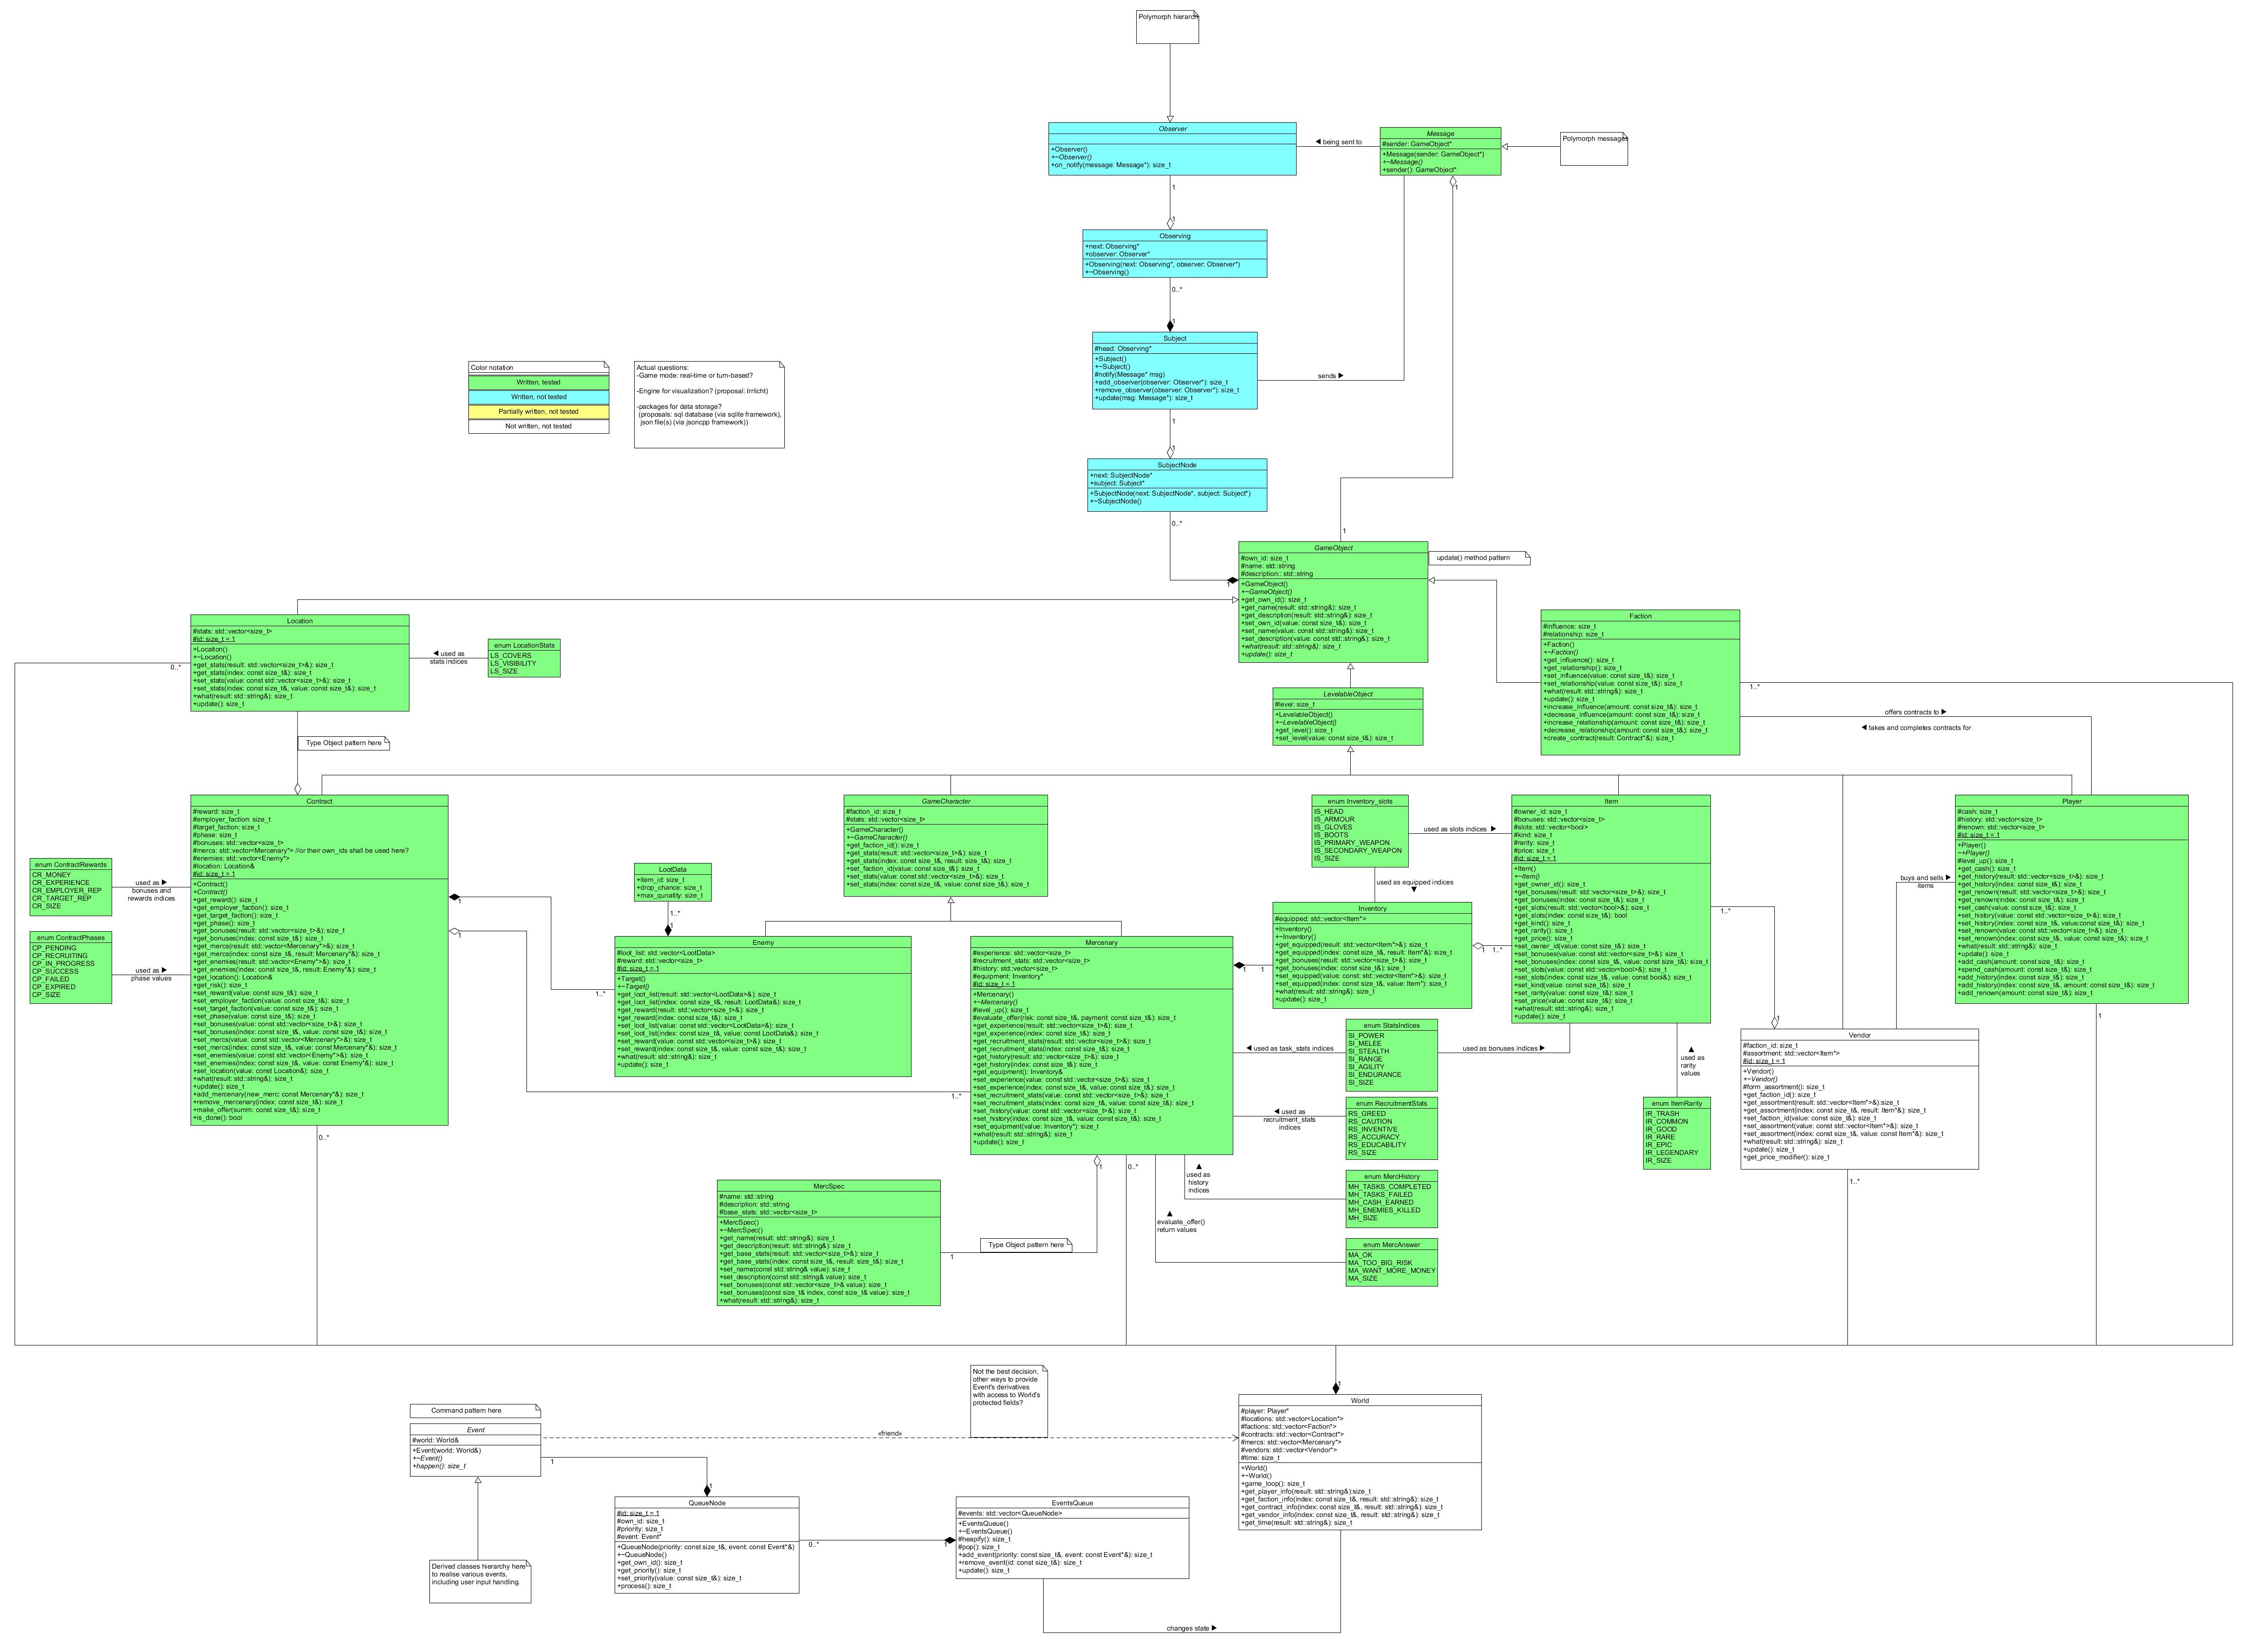 Polymorph hierarch
Observer
+Observer()
+~Observer()
+on_notify(message: Message*): size_t
◀ being sent to
Message
#sender: GameObject*
+Message(sender: GameObject*)
+~Message()
+sender(): GameObject*
Polymorph messages
1
1
1
Observing
+next: Observing*
+observer: Observer*
+Observing(next: Observing*, observer: Observer*)
+~Observing()
0..*
1
Subject
#head: Observing*
+Subject()
+~Subject()
#notify(Message* msg)
+add_observer(observer: Observer*): size_t
+remove_observer(observer: Observer*): size_t
+update(msg: Message*): size_t
sends ▶
1
1
SubjectNode
+next: SubjectNode*
+subject: Subject*
+SubjectNode(next: SubjectNode*, subject: Subject*)
+~SubjectNode()
0..*
1
1
Color notation
Written, tested
Written, not tested
Partially written, not tested
Not written, not tested
Actual questions:
-Game mode: real-time or turn-based?
-Engine for visualization? (proposal: Irrlicht)
-packages for data storage?
(proposals: sql database (via sqlite framework),
json file(s) (via jsoncpp framework))
GameObject
#own_id: size_t
#name: std::string
#description:: std::string
+GameObject()
+~GameObject()
+get_own_id(): size_t
+get_name(result: std::string&): size_t
+get_description(result: std::string&): size_t
+set_own_id(value: const size_t&): size_t
+set_name(value: const std::string&): size_t
+set_description(value: const std::string&): size_t
+what(result: std::string&): size_t
+update(): size_t
update() method pattern
Location
#stats: std::vector<size_t>
#id: size_t = 1
+Location()
+~Location()
+get_stats(result: std::vector<size_t>&): size_t
+get_stats(index: const size_t&): size_t
+set_stats(value: const std::vector<size_t>&): size_t
+set_stats(index: const size_t&, value: const size_t&): size_t
+what(result: std::string&): size_t
+update(): size_t
0..*
◀ used as
stats indices
enum LocationStats
LS_COVERS
LS_VISIBILITY
LS_SIZE
Type Object pattern here
LevelableObject
#level: size_t
+LevelableObject()
+~LevelableObject()
+get_level(): size_t
+set_level(value: const size_t&): size_t
Faction
#influence: size_t
#relationship: size_t
+Faction()
+~Faction()
+get_influence(): size_t
+get_relationship(): size_t
+set_influence(value: const size_t&): size_t
+set_relationship(value: const size_t&): size_t
+what(result: std::string&): size_t
+update(): size_t
+increase_influence(amount: const size_t&): size_t
+decrease_influence(amount: const size_t&): size_t
+increase_relationship(amount: const size_t&): size_t
+decrease_relationship(amount: const size_t&): size_t
+create_contract(result: Contract*&): size_t
1..*
offers contracts to ▶
◀ takes and completes contracts for
Contract
#reward: size_t
#employer_faction: size_t
#target_faction: size_t
#phase: size_t
#bonuses: std::vector<size_t>
#mercs: std::vector<Mercenary*> //or their own_ids shall be used here?
#enemies: std::vector<Enemy*>
#location: Location&
#id: size_t = 1
+Contract()
+Contract()
+get_reward(): size_t
+get_employer_faction(): size_t
+get_target_faction(): size_t
+get_phase(): size_t
+get_bonuses(result: std::vector<size_t>&): size_t
+get_bonuses(index: const size_t&): size_t
+get_mercs(result: std::vector<Mercenary*>&): size_t
+get_mercs(index: const size_t&, result: Mercenary*&): size_t
+get_enemies(result: std::vector<Enemy*>&): size_t
+get_enemies(index: const size_t&, result: Enemy*&): size_t
+get_location(): Location&
+get_risk(): size_t
+set_reward(value: const size_t&): size_t
+set_employer_faction(value: const size_t&): size_t
+set_target_faction(value: const size_t&): size_t
+set_phase(value: const size_t&): size_t
+set_bonuses(value: const std::vector<size_t>&): size_t
+set_bonuses(index: const size_t&, value: const size_t&): size_t
+set_mercs(value: const std::vector<Mercenary*>&): size_t
+set_mercs(index: const size_t&, value: const Mercenary*&): size_t
+set_enemies(value: const std::vector<Enemy*>&): size_t
+set_enemies(index: const size_t&, value: const Enemy*&): size_t
+set_location(value: const Location&): size_t
+what(result: std::string&): size_t
+update(): size_t
+add_mercenary(new_merc: const Mercenary*&): size_t
+remove_mercenary(index: const size_t&): size_t
+make_offer(summ: const size_t&): size_t
+is_done(): bool
enum ContractRewards
CR_MONEY
CR_EXPERIENCE
CR_EMPLOYER_REP
CR_TARGET_REP
CR_SIZE
used as ▶
bonuses and
rewards indices
enum ContractPhases
CP_PENDING
CP_RECRUITING
CP_IN_PROGRESS
CP_SUCCESS
CP_FAILED
CP_EXPIRED
CP_SIZE
used as ▶
phase values
1
1
0..*
1..*
1..*
GameCharacter
#faction_id: size_t
#stats: std::vector<size_t>
+GameCharacter()
+~GameCharacter()
+get_faction_id(): size_t
+get_stats(result: std::vector<size_t>&): size_t
+get_stats(index: const size_t&, result: size_t&): size_t
+set_faction_id(value: const size_t&): size_t
+set_stats(value: const std::vector<size_t>&): size_t
+set_stats(index: const size_t&, value: const size_t&): size_t
LootData
+item_id: size_t
+drop_chance: size_t
+max_qunatity: size_t
1..*
1
Enemy
#loot_list: std::vector<LootData>
#reward: std::vector<size_t>
#id: size_t = 1
+Target()
+~Target()
+get_loot_list(result: std::vector<LootData>&): size_t
+get_loot_list(index: const size_t&, result: LootData&): size_t
+get_reward(result: std::vector<size_t>&): size_t
+get_reward(index: const size_t&): size_t
+set_loot_list(value: const std::vector<LootData>&): size_t
+set_loot_list(index: const size_t&, value: const LootData&): size_t
+set_reward(value: const std::vector<size_t>&): size_t
+set_reward(index: const size_t&, value: const size_t&): size_t
+what(result: std::string&): size_t
+update(): size_t
Mercenary
#experience: std::vector<size_t>
#recruitment_stats: std::vector<size_t>
#history: std::vector<size_t>
#equipment: Inventory*
#id: size_t = 1
+Mercenary()
+~Mercenary()
#level_up(): size_t
#evaluate_offer(risk: const size_t&, payment: const size_t&): size_t
+get_experience(result: std::vector<size_t>&): size_t
+get_experience(index: const size_t&): size_t
+get_recruitment_stats(result: std::vector<size_t>&): size_t
+get_recruitment_stats(index: const size_t&): size_t
+get_history(result: std::vector<size_t>&): size_t
+get_history(index: const size_t&): size_t
+get_equipment(): Inventory&
+set_experience(value: const std::vector<size_t>&): size_t
+set_experience(index: const size_t&, value: const size_t&): size_t
+set_recruitment_stats(value: const std::vector<size_t>&): size_t
+set_recruitment_stats(index: const size_t&, value: const size_t&): size_t
+set_history(value: const std::vector<size_t>&): size_t
+set_history(index: const size_t&, value: const size_t&): size_t
+set_equipment(value: Inventory*): size_t
+what(result: std::string&): size_t
+update(): size_t
1
1
enum Inventory_slots
IS_HEAD
IS_ARMOUR
IS_GLOVES
IS_BOOTS
IS_PRIMARY_WEAPON
IS_SECONDARY_WEAPON
IS_SIZE
used as slots indices ▶
used as equipped indices
▼
Inventory
#equipped: std::vector<Item*>
+Inventory()
+~Inventory()
+get_equipped(result: std::vector<Item*>&): size_t
+get_equipped(index: const size_t&, result: Item*&): size_t
+get_bonuses(result: std::vector<size_t>&): size_t
+get_bonuses(index: const size_t&): size_t
+set_equipped(value: const std::vector<Item*>&): size_t
+set_equipped(index: const size_t&, value: Item*): size_t
+what(result: std::string&): size_t
+update(): size_t
1
1..*
Item
#owner_id: size_t
#bonuses: std::vector<size_t>
#slots: std::vector<bool>
#kind: size_t
#rarity: size_t
#price: size_t
#id: size_t = 1
+Item()
+~Item()
+get_owner_id(): size_t
+get_bonuses(result: std::vector<size_t>&): size_t
+get_bonuses(index: const size_t&): size_t
+get_slots(result: std::vector<bool>&): size_t
+get_slots(index: const size_t&): bool
+get_kind(): size_t
+get_rarity(): size_t
+get_price(): size_t
+set_owner_id(value: const size_t&): size_t
+set_bonuses(value: const std::vector<size_t>&): size_t
+set_bonuses(index: const size_t&, value: const size_t&): size_t
+set_slots(value: const std::vector<bool>&): size_t
+set_slots(index: const size_t&, value: const bool&): size_t
+set_kind(value: const size_t&): size_t
+set_rarity(value: const size_t&): size_t
+set_price(value: const size_t&): size_t
+what(result: std::string&): size_t
+update(): size_t
1..*
1
Player
#cash: size_t
#history: std::vector<size_t>
#renown: std::vector<size_t>
#id: size_t = 1
+Player()
+~Player()
#level_up(): size_t
+get_cash(): size_t
+get_history(result: std::vector<size_t>&): size_t
+get_history(index: const size_t&): size_t
+get_renown(result: std::vector<size_t>&): size_t
+get_renown(index: const size_t&): size_t
+set_cash(value: const size_t&): size_t
+set_history(value: const std::vector<size_t>&): size_t
+set_history(index: const size_t&, value:const size_t&): size_t
+set_renown(value: const std::vector<size_t>&): size_t
+set_renown(index: const size_t&, value: const size_t&): size_t
+what(result: std::string&): size_t
+update(): size_t
+add_cash(amount: const size_t&): size_t
+spend_cash(amount: const size_t&): size_t
+add_history(index: const size_t&, amount: const size_t&): size_t
+add_renown(amount: const size_t&): size_t
buys and sells ▶
items
1
enum StatsIndices
SI_POWER
SI_MELEE
SI_STEALTH
SI_RANGE
SI_AGILITY
SI_ENDURANCE
SI_SIZE
◀ used as task_stats indices
used as bonuses indices ▶
▲
used as
rarity
values
enum ItemRarity
IR_TRASH
IR_COMMON
IR_GOOD
IR_RARE
IR_EPIC
IR_LEGENDARY
IR_SIZE
Vendor
#faction_id: size_t
#assortment: std::vector<Item*>
#id: size_t = 1
+Vendor()
+~Vendor()
#form_assortment(): size_t
+get_faction_id(): size_t
+get_assortment(result: std::vector<Item*>&):size_t
+get_assortment(index: const size_t&, result: Item*&): size_t
+set_faction_id(value: const size_t&): size_t
+set_assortment(value: const std::vector<Item*>&): size_t
+set_assortment(index: const size_t&, value: const Item*&): size_t
+what(result: std::string&): size_t
+update(): size_t
+get_price_modifier(): size_t
1..*
enum RecruitmentStats
RS_GREED
RS_CAUTION
RS_INVENTIVE
RS_ACCURACY
RS_EDUCABILITY
RS_SIZE
◀ used as
recruitment_stats
indices
enum MercHistory
MH_TASKS_COMPLETED
MH_TASKS_FAILED
MH_CASH_EARNED
MH_ENEMIES_KILLED
MH_SIZE
▲
used as
history
indices
enum MercAnswer
MA_OK
MA_TOO_BIG_RISK
MA_WANT_MORE_MONEY
MA_SIZE
▲
evaluate_offer()
return values
0..*
1
MercSpec
#name: std::string
#description: std::string
#base_stats: std::vector<size_t>
+MercSpec()
+~MercSpec()
+get_name(result: std::string&): size_t
+get_description(result: std::string&): size_t
+get_base_stats(result: std::vector<size_t>&): size_t
+get_base_stats(index: const size_t&, result: size_t&): size_t
+set_name(const std::string& value): size_t
+set_description(const std::string& value): size_t
+set_bonuses(const std::vector<size_t>& value): size_t
+set_bonuses(const size_t& index, const size_t& value): size_t
+what(result: std::string&): size_t
1
Type Object pattern here
Not the best decision,
other ways to provide
Event's derivatives
with access to World's
protected fields?
Command pattern here
Event
#world: World&
+Event(world: World&)
+~Event()
+happen(): size_t
«friend»
1
1
World
#player: Player*
#locations: std::vector<Location*>
#factions: std::vector<Faction*>
#contracts: std::vector<Contract*>
#mercs: std::vector<Mercenary*>
#vendors: std::vector<Vendor*>
#time: size_t
+World()
+~World()
+game_loop(): size_t
+get_player_info(result: std::string&):size_t
+get_faction_info(index: const size_t&, result: std::string&): size_t
+get_contract_info(index: const size_t&, result: std::string&): size_t
+get_vendor_info(index: const size_t&, result: std::string&): size_t
+get_time(result: std::string&): size_t
1
QueueNode
#id: size_t = 1
#own_id: size_t
#priority: size_t
#event: Event*
+QueueNode(priority: const size_t&, event: const Event*&)
+~QueueNode()
+get_own_id(): size_t
+get_priority(): size_t
+set_priority(value: const size_t&): size_t
+process(): size_t
0..*
1
EventsQueue
#events: std::vector<QueueNode>
+EventsQueue()
+~EventsQueue()
#heapify(): size_t
#pop(): size_t
+add_event(priority: const size_t&, event: const Event*&): size_t
+remove_event(id: const size_t&): size_t
+update(): size_t
Derived classes hierarchy here
to realise various events,
including user input handling.
changes state ▶